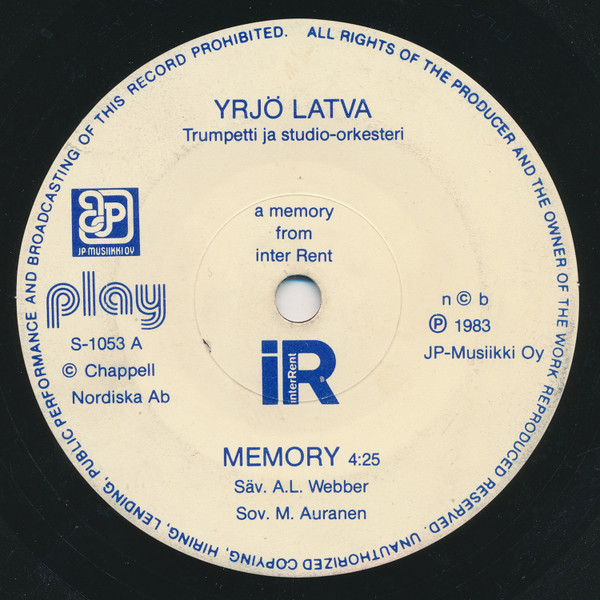 ALL RIGHTS OF THE PRODUCER AND THE OWNER OF THE WORK REPRODUCED RESERVED. UNAUTHORIZED COPYING, HIRING, LENDING, PUBLIC PERFORMANCE AND BROADCASTING OF THIS RECORD PROHIBITED.
YRJÖ LATVA
Trumpetti ja studio-orkesteri
a memory
from
inter Rent
JP
JP MUSIIKKI OY
play
S-1053 A
© Chappell
Nordiska Ab
n © b
℗ 1983
JP-Musiikki Oy
iR
interRent
MEMORY 4:25
Säv. A.L. Webber
Sov. M. Auranen